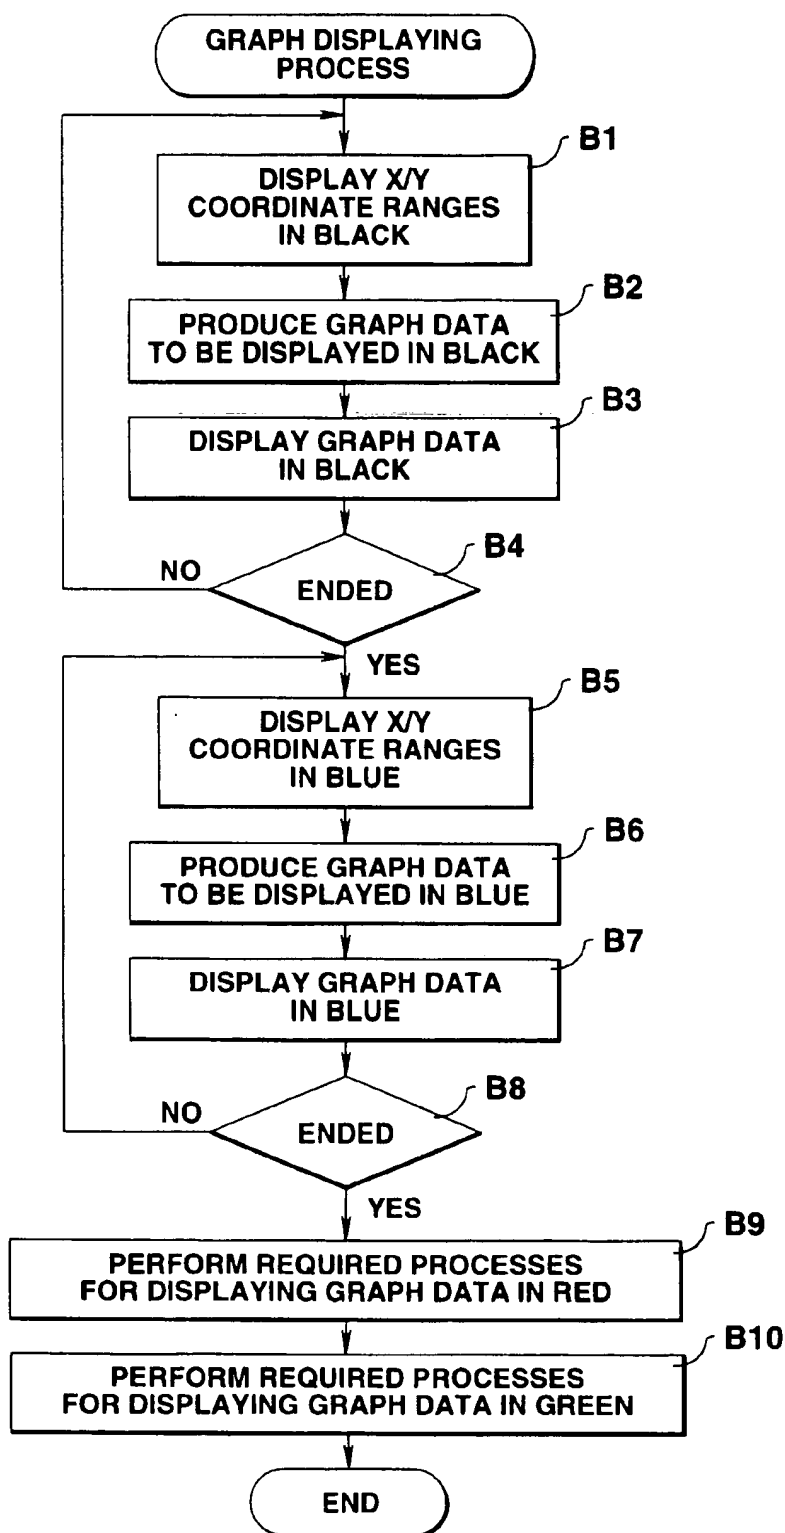 GRAPH DISPLAYING
PROCESS
B1
DISPLAY X/Y
COORDINATE RANGES
IN BLACK
B2
PRODUCE GRAPH DATA
TO BE DISPLAYED IN BLACK
B3
DISPLAY GRAPH DATA
IN BLACK
B4
NO
ENDED
YES
B5
DISPLAY X/Y
COORDINATE RANGES
IN BLUE
B6
PRODUCE GRAPH DATA
TO BE DISPLAYED IN BLUE
B7
DISPLAY GRAPH DATA
IN BLUE
B8
NO
ENDED
YES
B9
PERFORM REQUIRED PROCESSES
FOR DISPLAYING GRAPH DATA IN RED
B10
PERFORM REQUIRED PROCESSES
FOR DISPLAYING GRAPH DATA IN GREEN
END